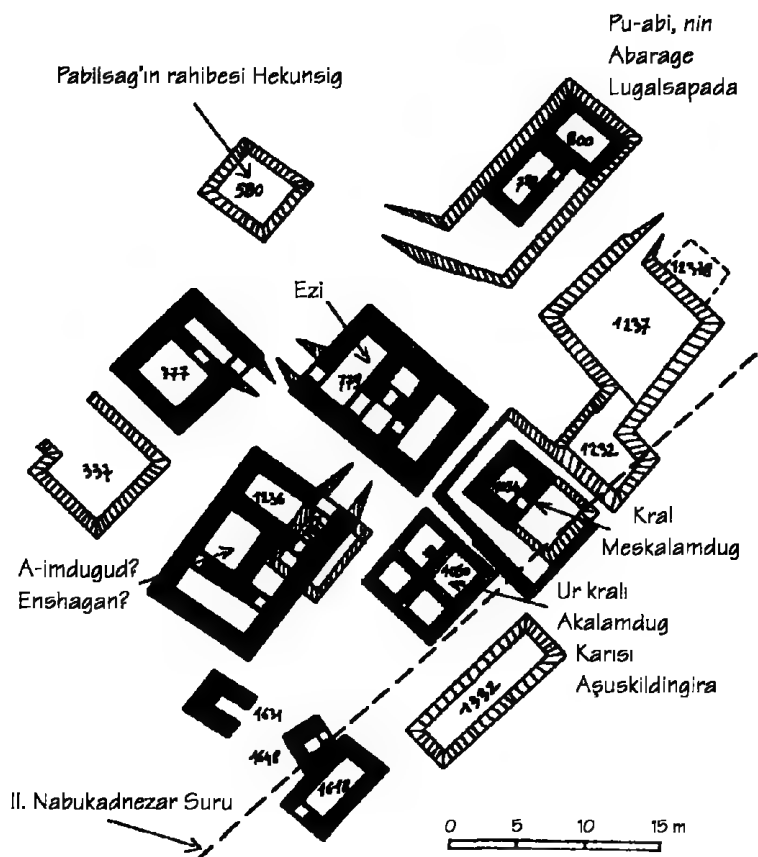 Pu-abi, nin
Abarage
Lugalsapada
Pabilsag'ın rahibesi Hekunsig
800
580
1237
Ezi
777
779
337
1236
1232
Kral
Meskalamdug
A-imdugud?
Enshagan?
Ur kralı
Akalamdug
Karısı
Aşuskildingira
1332
1631
1648
1618
II. Nabukadnezar Suru
0 5 10 15 m